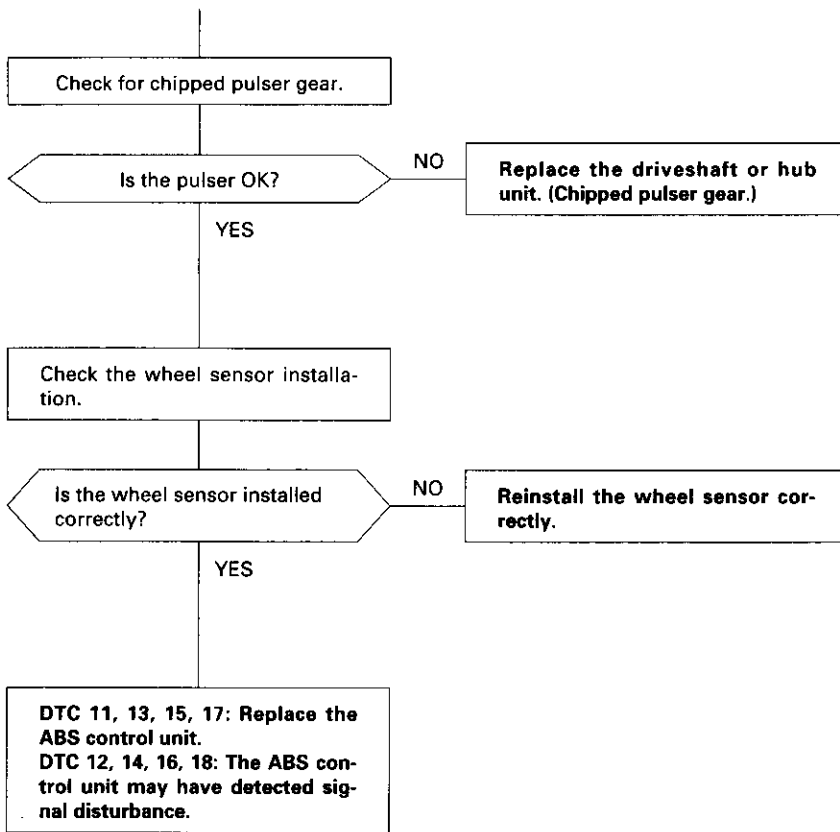 Check for chipped pulser gear.
Is the pulser OK?
NO
Replace the driveshaft or hub
unit. (Chipped pulser gear.)
YES
Check the wheel sensor installa-
tion.
Is the wheel sensor installed
correctly?
NO
Reinstall the wheel sensor cor-
rectly.
YES
DTC 11, 13, 15, 17: Replace the
ABS control unit.
DTC 12, 14, 16, 18: The ABS con-
trol unit may have detected sig-
nal disturbance.